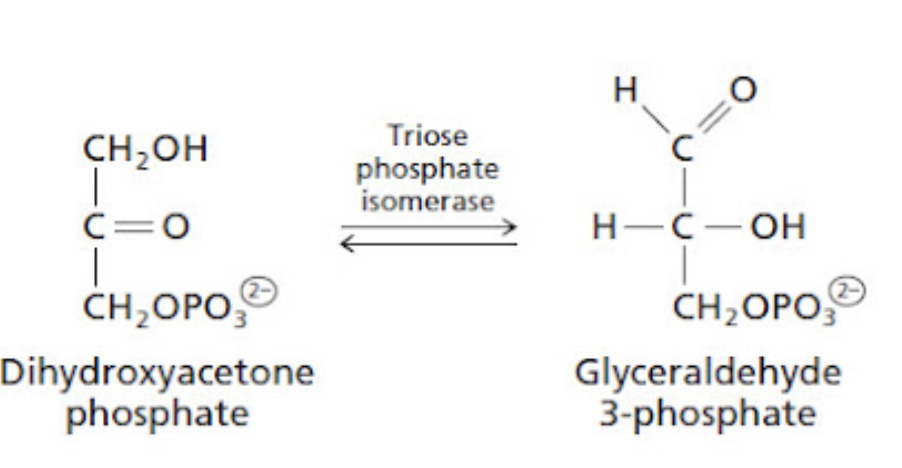 CH₂OH
C=O
CH₂OPO₃²⁻
Dihydroxyacetone
phosphate
Triose
phosphate
isomerase
H O
C
H—C—OH
CH₂OPO₃²⁻
Glyceraldehyde
3-phosphate